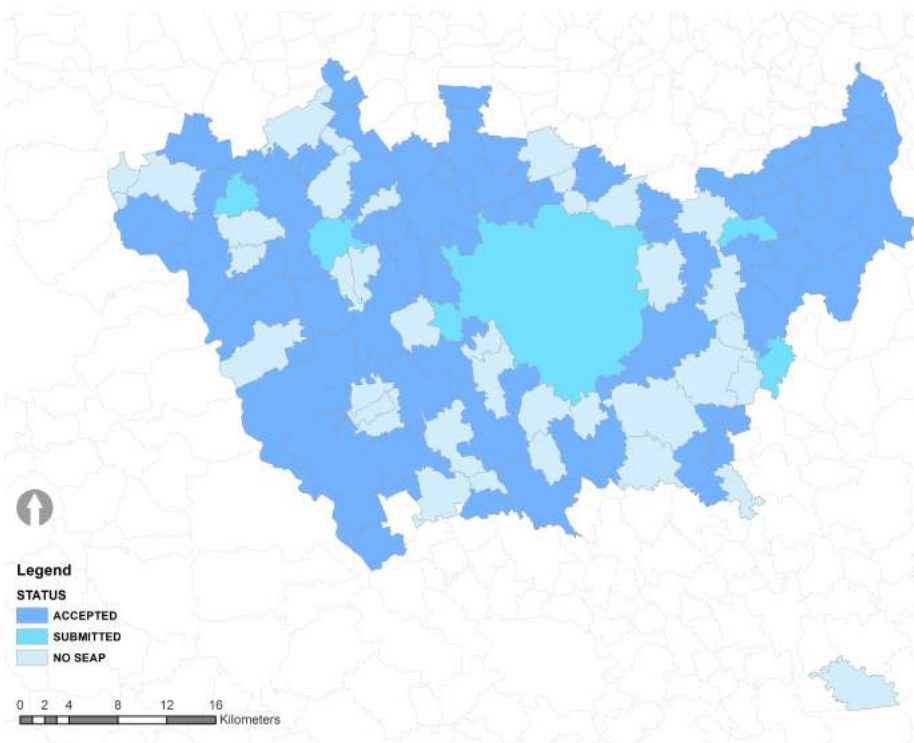 Legend
STATUS
ACCEPTED
SUBMITTED
NO SEAP
0 2 4 8 12 16
Kilometers